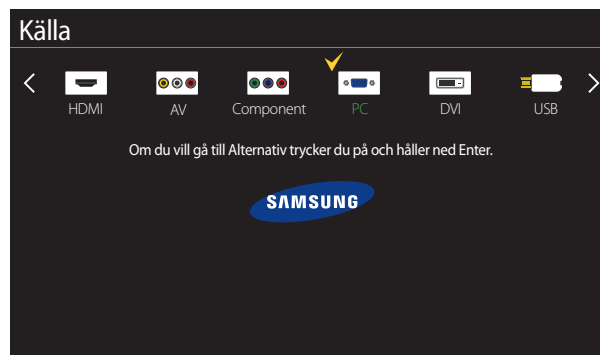 Källa
HDMI AV Component PC DVI USB
Om du vill gå till Alternativ trycker du på och håller ned Enter.
SAMSUNG